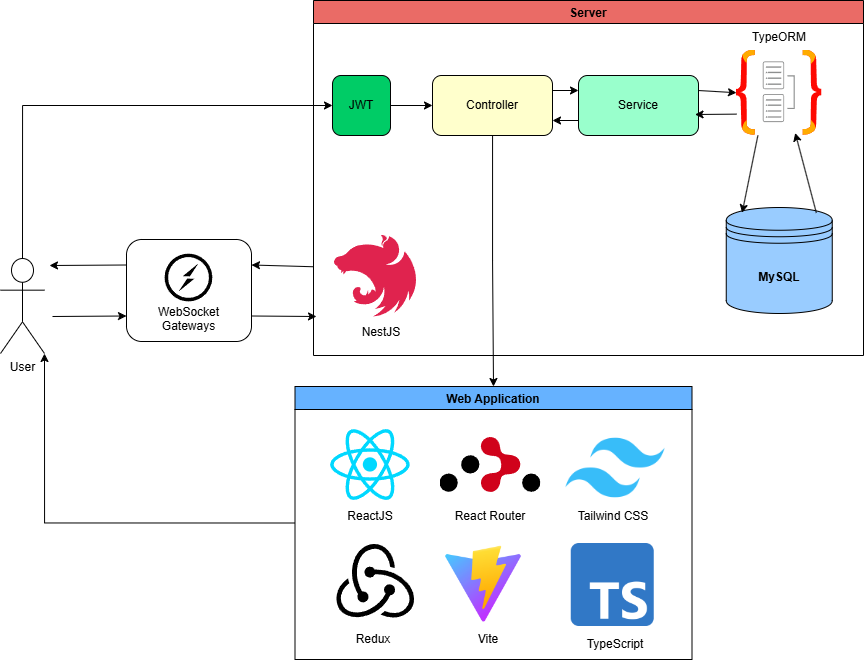 Server
TypeORM
JWT
Controller
Service
MySQL
WebSocket
Gateways
NestJS
User
Web Application
ReactJS
React Router
Tailwind CSS
TS
Redux
Vite
TypeScript